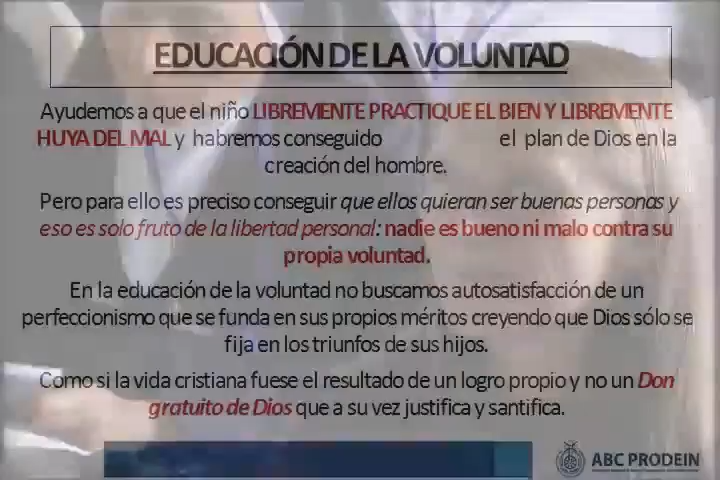 EDUCACIÓN DE LA VOLUNTAD
Ayudemos a que el niño LIBREMENTE PRACTIQUE EL BIEN Y LIBREMENTE
HUYA DEL MAL y habremos conseguido el plan de Dios en la
creación del hombre.
Pero para ello es preciso conseguir que ellos quieran ser buenas personas y
eso es solo fruto de la libertad personal: nadie es bueno ni malo contra su
propia voluntad.
En la educación de la voluntad no buscamos autosatisfacción de un
perfeccionismo que se funda en sus propios méritos creyendo que Dios sólo se
fija en los triunfos de sus hijos.
Como si la vida cristiana fuese el resultado de un logro propio y no un Don
gratuito de Dios que a su vez justifica y santifica.
ABC PRODEIN